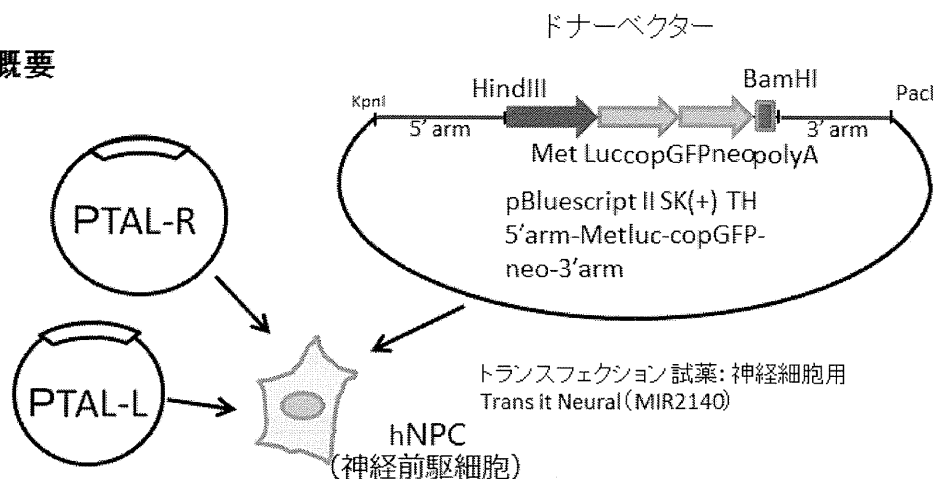 概要
ドナーベクター
KpnI
HindIII
BamHI
PacI
5' arm
3' arm
Met LuccopGFPneopolyA
pBluescript II SK(+) TH
5'arm-Metluc-copGFP-
neo-3'arm
PTAL-R
PTAL-L
hNPC
(神経前駆細胞)
トランスフェクション試薬: 神経細胞用
Trans it Neural(MIR2140)